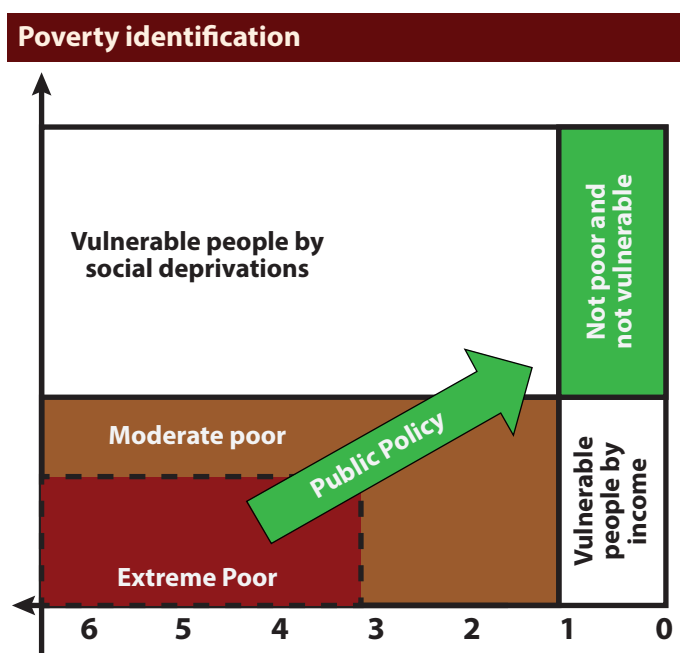 Poverty identification
Vulnerable people by
social deprivations
Not poor and
not vulnerable
Moderate poor
Public Policy
Vulnerable
people by
income
Extreme Poor
6 5 4 3 2 1 0